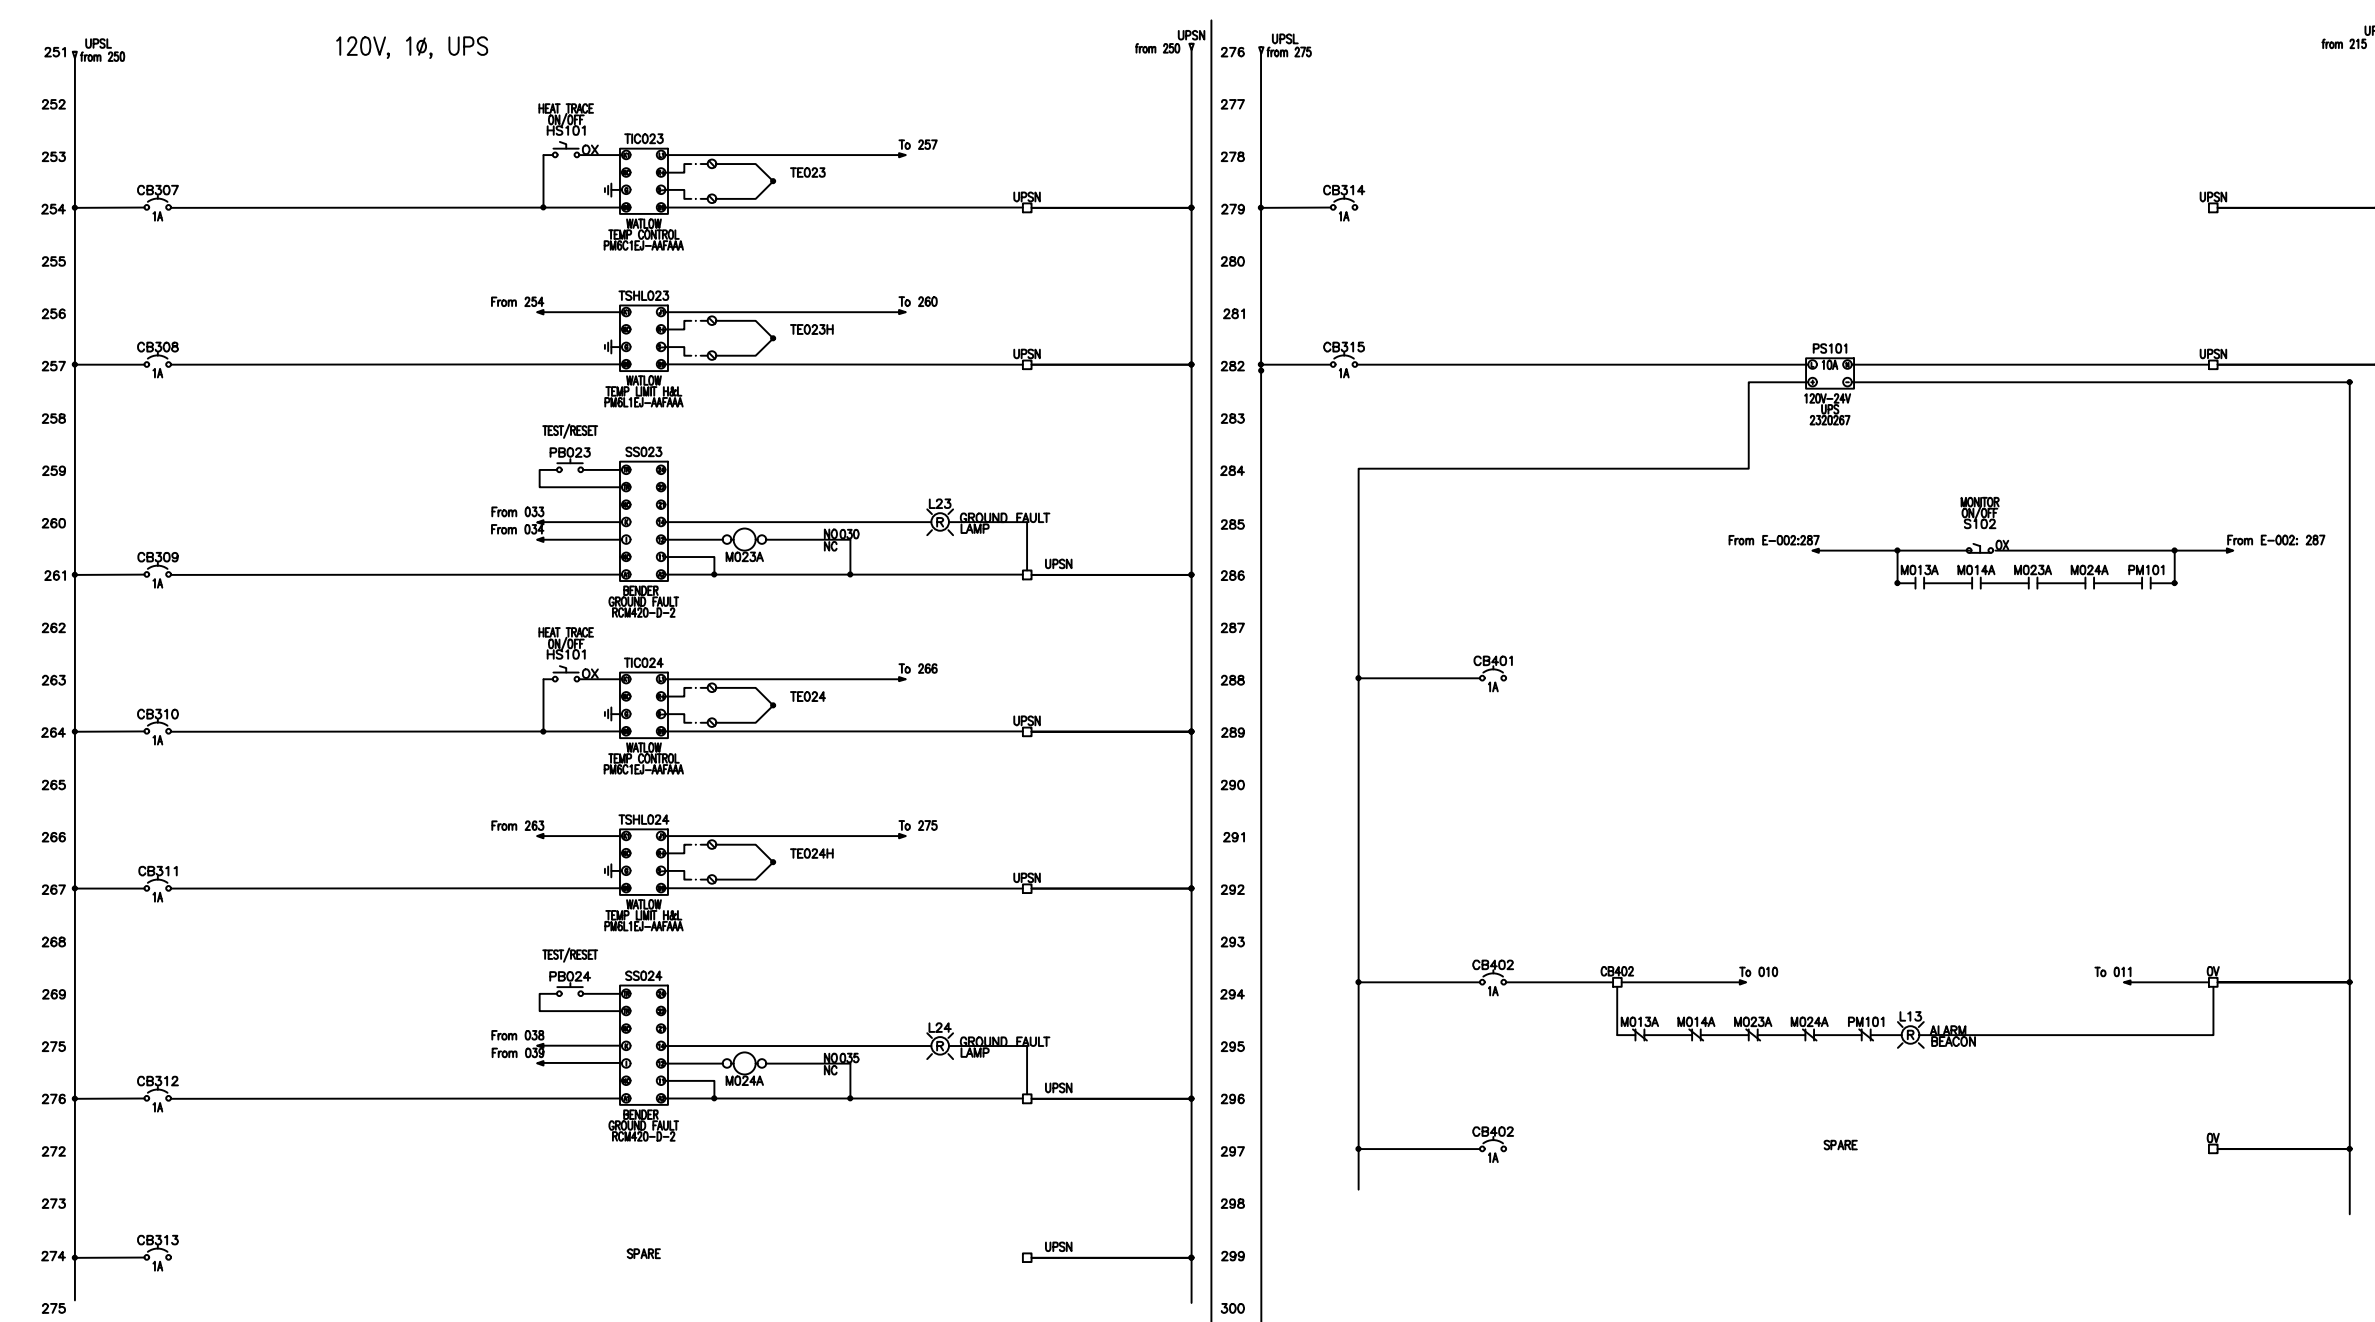 120V, 1ø, UPS
UPSL
251
from 250
UPSN
from 250
252
HEAT TRACE
ON/OFF
HS101
OX
TIC023
253
To 257
TE023
CB307
1A
254
UPSN
WATLOW
TEMP CONTROL
PM6C1EJ-AAFAAA
255
TSHL023
From 254
256
To 260
TE023H
CB308
1A
257
UPSN
WATLOW
TEMP LIMIT H&L
PM6L1EJ-AAFAAA
258
TEST/RESET
PB023
SS023
259
From 033
260
From 034
L23
R
GROUND FAULT
LAMP
M023A
NO030
NC
CB309
1A
261
UPSN
BENDER
GROUND FAULT
RCM420-D-2
262
HEAT TRACE
ON/OFF
HS101
OX
TIC024
263
To 266
TE024
CB310
1A
264
UPSN
WATLOW
TEMP CONTROL
PM6C1EJ-AAFAAA
265
TSHL024
From 263
266
To 275
TE024H
CB311
1A
267
UPSN
WATLOW
TEMP LIMIT H&L
PM6L1EJ-AAFAAA
268
TEST/RESET
PB024
SS024
269
From 038
275
From 039
L24
R
GROUND FAULT
LAMP
M024A
NO035
NC
CB312
1A
276
UPSN
BENDER
GROUND FAULT
RCM420-D-2
272
273
CB313
1A
274
SPARE
UPSN
275
UPSL
276
from 275
from 215
277
278
CB314
1A
279
UPSN
280
281
CB315
1A
282
PS101
10A
120V-24V
UPS
2320267
UPSN
283
284
MONITOR
ON/OFF
S102
OX
285
From E-002:287
From E-002: 287
286
M013A M014A M023A M024A PM101
287
CB401
1A
288
289
290
291
292
293
CB402
1A
294
CB402
To 010
To 011
0V
M013A M014A M023A M024A PM101 L13
R
ALARM
BEACON
295
296
CB402
1A
297
SPARE
0V
298
299
300